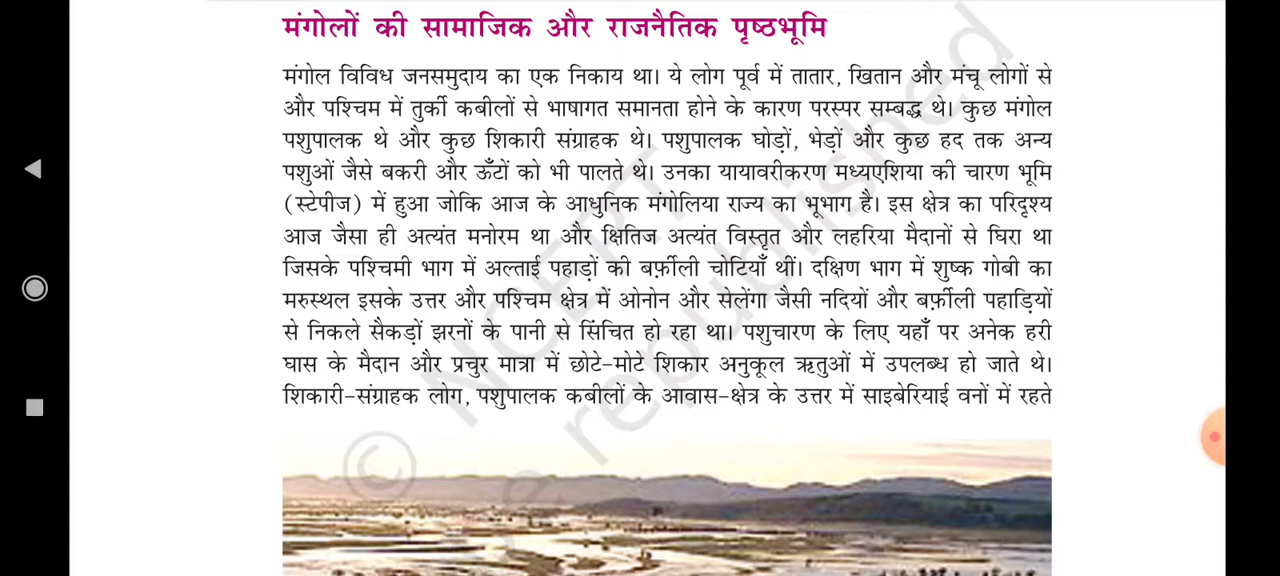 मंगोलों की सामाजिक और राजनैतिक पृष्ठभूमि
मंगोल विविध जनसमुदाय का एक निकाय था। ये लोग पूर्व में तातार, खितान और मंचू लोगों से
और पश्चिम में तुर्की कबीलों से भाषागत समानता होने के कारण परस्पर सम्बद्ध थे। कुछ मंगोल
पशुपालक थे और कुछ शिकारी संग्राहक थे। पशुपालक घोड़ों, भेड़ों और कुछ हद तक अन्य
पशुओं जैसे बकरी और ऊँटों को भी पालते थे। उनका यायावरीकरण मध्यएशिया की चारण भूमि
(स्टेपीज) में हुआ जोकि आज के आधुनिक मंगोलिया राज्य का भूभाग है। इस क्षेत्र का परिदृश्य
आज जैसा ही अत्यंत मनोरम था और क्षितिज अत्यंत विस्तृत और लहरिया मैदानों से घिरा था
जिसके पश्चिमी भाग में अल्ताई पहाड़ों की बर्फ़ीली चोटियाँ थीं। दक्षिण भाग में शुष्क गोबी का
मरुस्थल इसके उत्तर और पश्चिम क्षेत्र में ओनोन और सेलेंगा जैसी नदियों और बर्फ़ीली पहाड़ियों
से निकले सैकड़ों झरनों के पानी से सिंचित हो रहा था। पशुचारण के लिए यहाँ पर अनेक हरी
घास के मैदान और प्रचुर मात्रा में छोटे-मोटे शिकार अनुकूल ऋतुओं में उपलब्ध हो जाते थे।
शिकारी-संग्राहक लोग, पशुपालक कबीलों के आवास-क्षेत्र के उत्तर में साइबेरियाई वनों में रहते
© NCERT
be republished